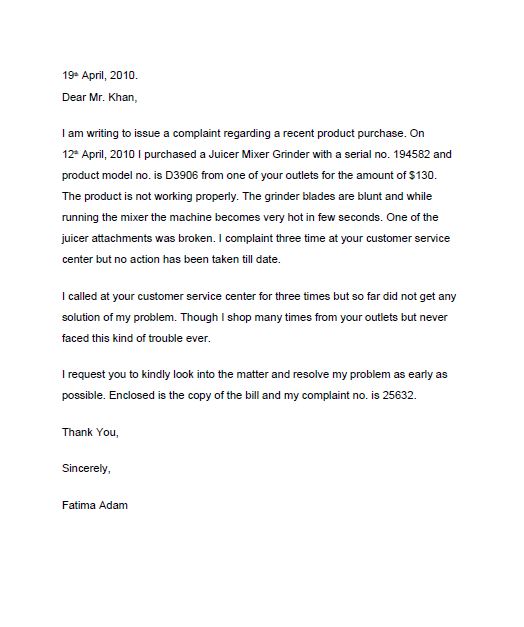 19th April, 2010.
Dear Mr. Khan,
I am writing to issue a complaint regarding a recent product purchase. On
12th April, 2010 I purchased a Juicer Mixer Grinder with a serial no. 194582 and
product model no. is D3906 from one of your outlets for the amount of $130.
The product is not working properly. The grinder blades are blunt and while
running the mixer the machine becomes very hot in few seconds. One of the
juicer attachments was broken. I complaint three time at your customer service
center but no action has been taken till date.
I called at your customer service center for three times but so far did not get any
solution of my problem. Though I shop many times from your outlets but never
faced this kind of trouble ever.
I request you to kindly look into the matter and resolve my problem as early as
possible. Enclosed is the copy of the bill and my complaint no. is 25632.
Thank You,
Sincerely,
Fatima Adam